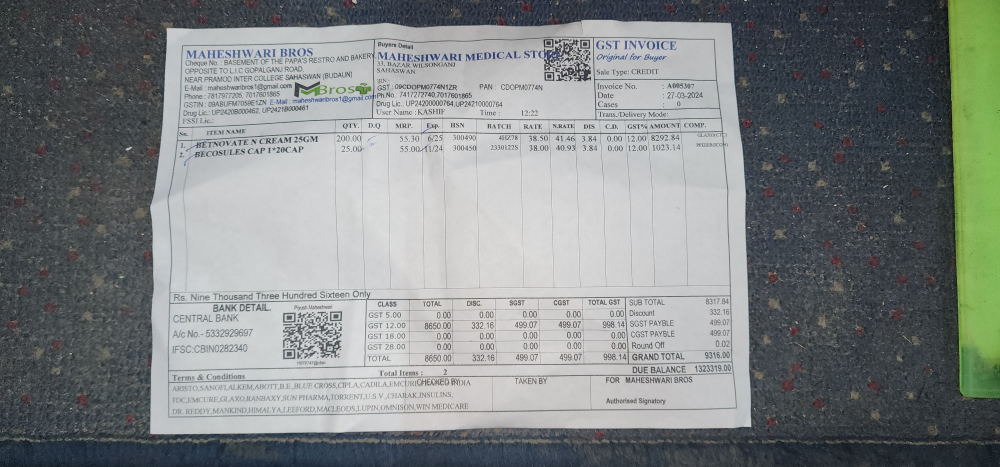 MAHESHWARI BROS
Cheque No. BASEMENT OF THE PAPA'S RESTRO AND BAKERY,
OPPOSITE TO L.I.C GOPALGANJ ROAD,
NEAR PRAMOD INTER COLLEGE SAHASWAN (BUDAUN)
E-Mail : maheshwaribros1@gmail.com
Phone : 7817977205, 7017601865
GSTIN : 09ABUFM7059E1ZN E-Mail : maheshwaribros1@gmail.com
Drug Lic. : UP2420B000462, UP2421B000461
FSSI Lic.:
MBros
Buyers Detail
MAHESHWARI MEDICAL STORE
33, BAZAR WILSONGANJ
SAHASWAN
GST : 09CDOPM0774N1ZR PAN : CDOPM0774N
Ph.No. : 7417272740,7017601865
Drug Lic. : UP24200000764,UP24210000764
User Name : KASHIF Time : 12:22
GST INVOICE
Original for Buyer
Sale Type: CREDIT
Invoice No. : A005307
Date : 27-03-2024
Cases : 0
Trans./Delivery Mode:
Sn. ITEM NAME QTY. D.Q MRP. Exp. HSN BATCH RATE N.RATE DIS C.D. GST% AMOUNT COMP.
1. BETNOVATE N CREAM 25GM 200.00 55.30 6/25 300490 38.50 41.46 3.84 0.00 12.00 8292.84
2. BECOSULES CAP 1*20CAP 25.00 55.00 11/24 300450 23301228 38.00 40.93 3.84 0.00 12.00 1023.14
Rs. Nine Thousand Three Hundred Sixteen Only
BANK DETAIL.
CENTRAL BANK
A/c No.- 5332929697
IFSC:CBIN0282340
Piyush Maheshwari
CLASS TOTAL DISC. SGST CGST TOTAL GST
GST 5.00 0.00 0.00 0.00 0.00 0.00
GST 12.00 8650.00 332.16 499.07 499.07 998.14
GST 18.00 0.00 0.00 0.00 0.00 0.00
GST 28.00 0.00 0.00 0.00 0.00 0.00
TOTAL 8650.00 332.16 499.07 499.07 998.14
SUB TOTAL 8317.84
Discount 332.16
SGST PAYBLE 499.07
CGST PAYBLE 499.07
Round Off 0.02
GRAND TOTAL 9316.00
DUE BALANCE 1323319.00
Total Items : 2
Terms & Conditions
CHECKED BY
TAKEN BY
FOR MAHESHWARI BROS
ARISTO,SANOFI,ALKEM,ABOTT,B.E,BLUE CROSS,CIPLA,CADILA,EMCURE
FDC,EMCURE,GLAXO,RANBAXY,SUN PHARMA,TORRENT,U.S.V.,CHARAK,INSULINS,
DR. REDDY,MANKIND,HIMALYA,LEEFORD,MACLEODS,LUPIN,OMNISON,WIN MEDICARE
Authorised Signatory